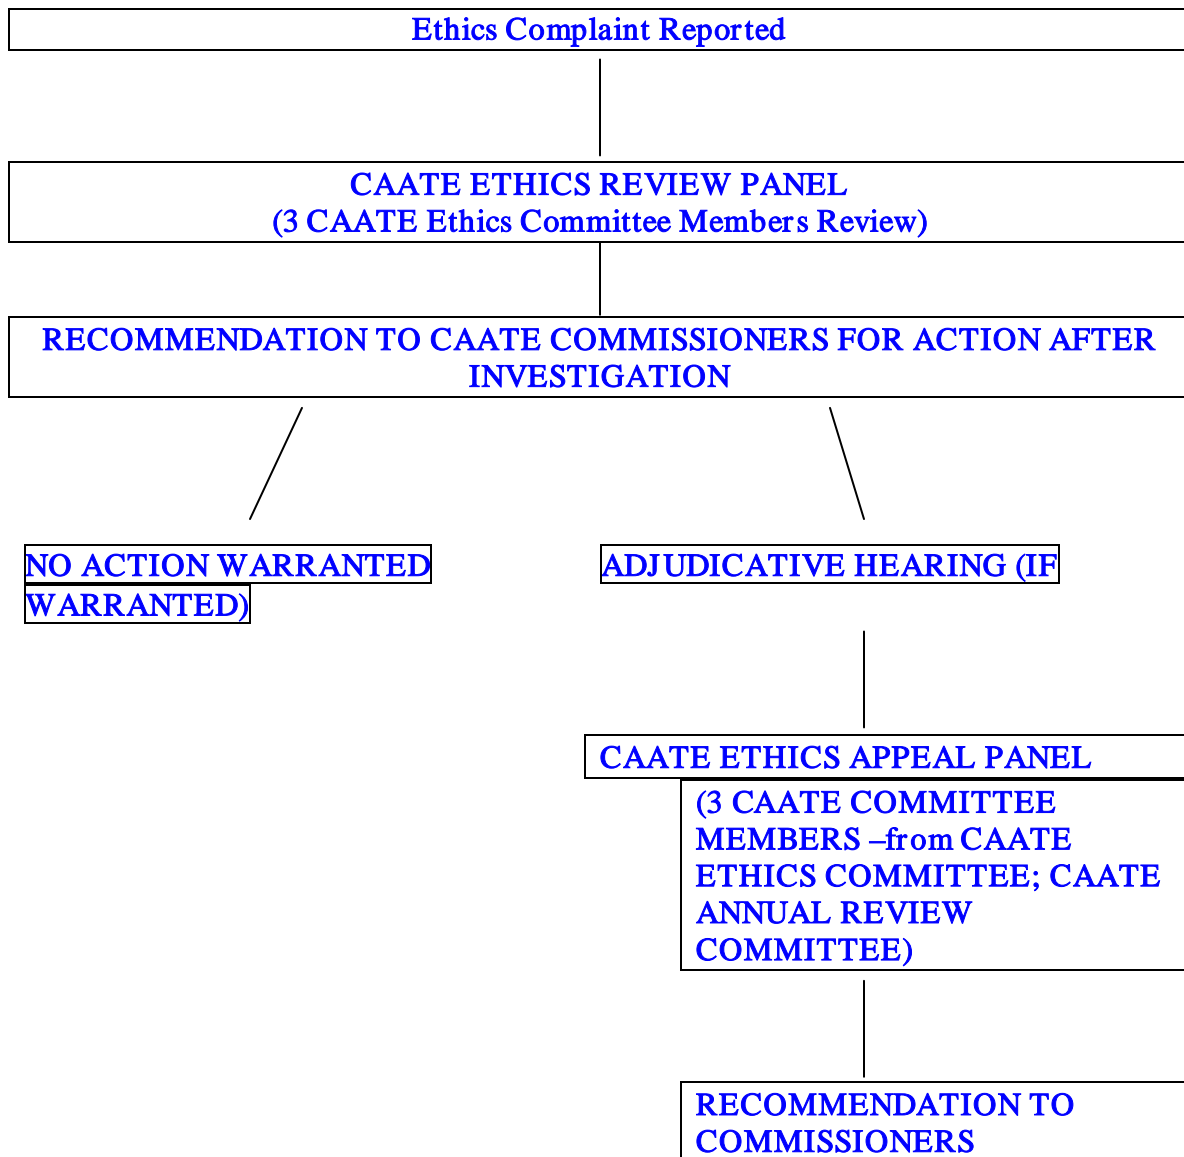 Ethics Complaint Reported
CAATE ETHICS REVIEW PANEL
(3 CAATE Ethics Committee Members Review)
RECOMMENDATION TO CAATE COMMISSIONERS FOR ACTION AFTER
INVESTIGATION
NO ACTION WARRANTED ADJUDICATIVE HEARING (IF
WARRANTED)
CAATE ETHICS APPEAL PANEL
(3 CAATE COMMITTEE
MEMBERS –from CAATE
ETHICS COMMITTEE; CAATE
ANNUAL REVIEW
COMMITTEE)
RECOMMENDATION TO
COMMISSIONERS